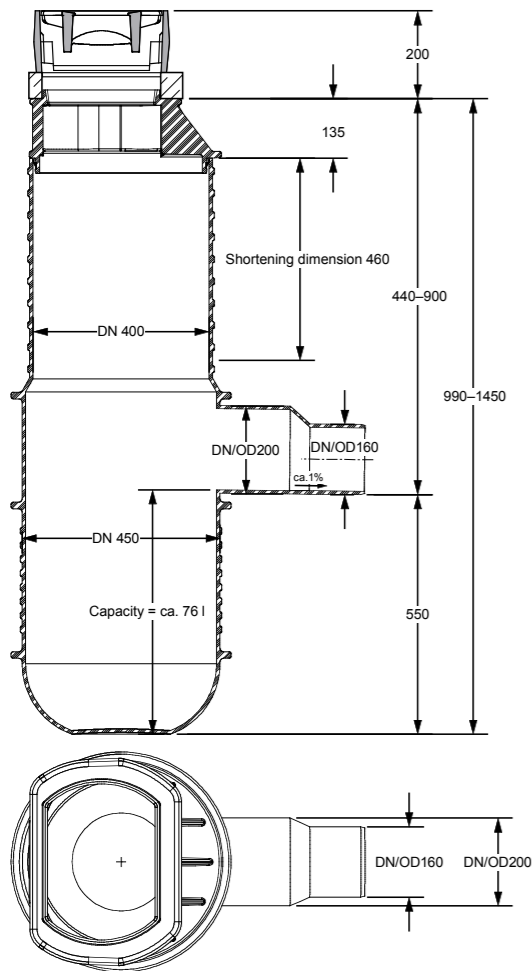 200
135
Shortening dimension 460
440–900
DN 400
990–1450
DN/OD200
DN/OD160
ca.1%
DN 450
Capacity = ca. 76 l
550
DN/OD160
DN/OD200